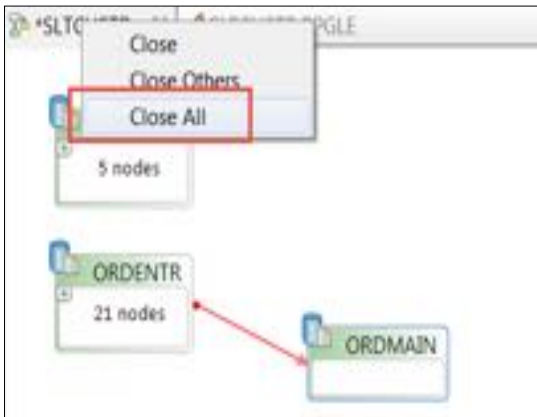 Close
Close Others
Close All
5 nodes
ORDENTR
21 nodes
ORDMAIN